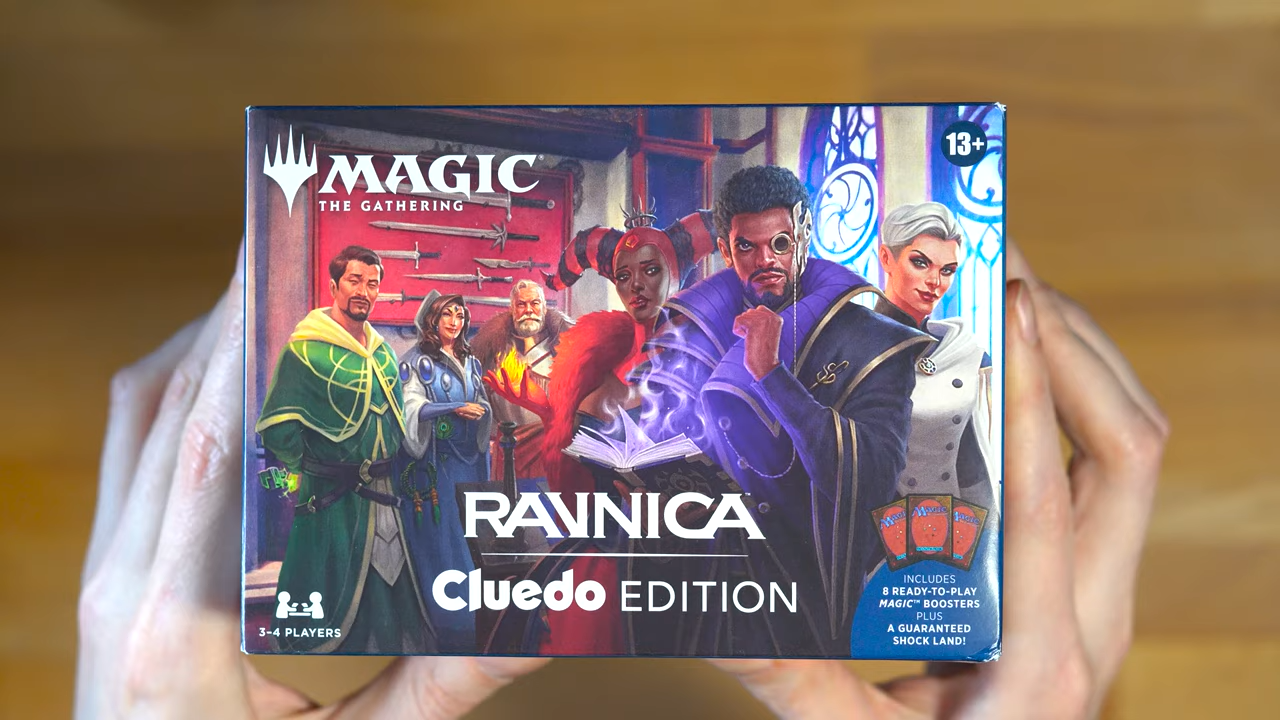 MAGIC
THE GATHERING
13+
RAVNICA™
Cluedo EDITION
3–4 PLAYERS
INCLUDES
8 READY-TO-PLAY
MAGIC™ BOOSTERS
PLUS
A GUARANTEED
SHOCK LAND!